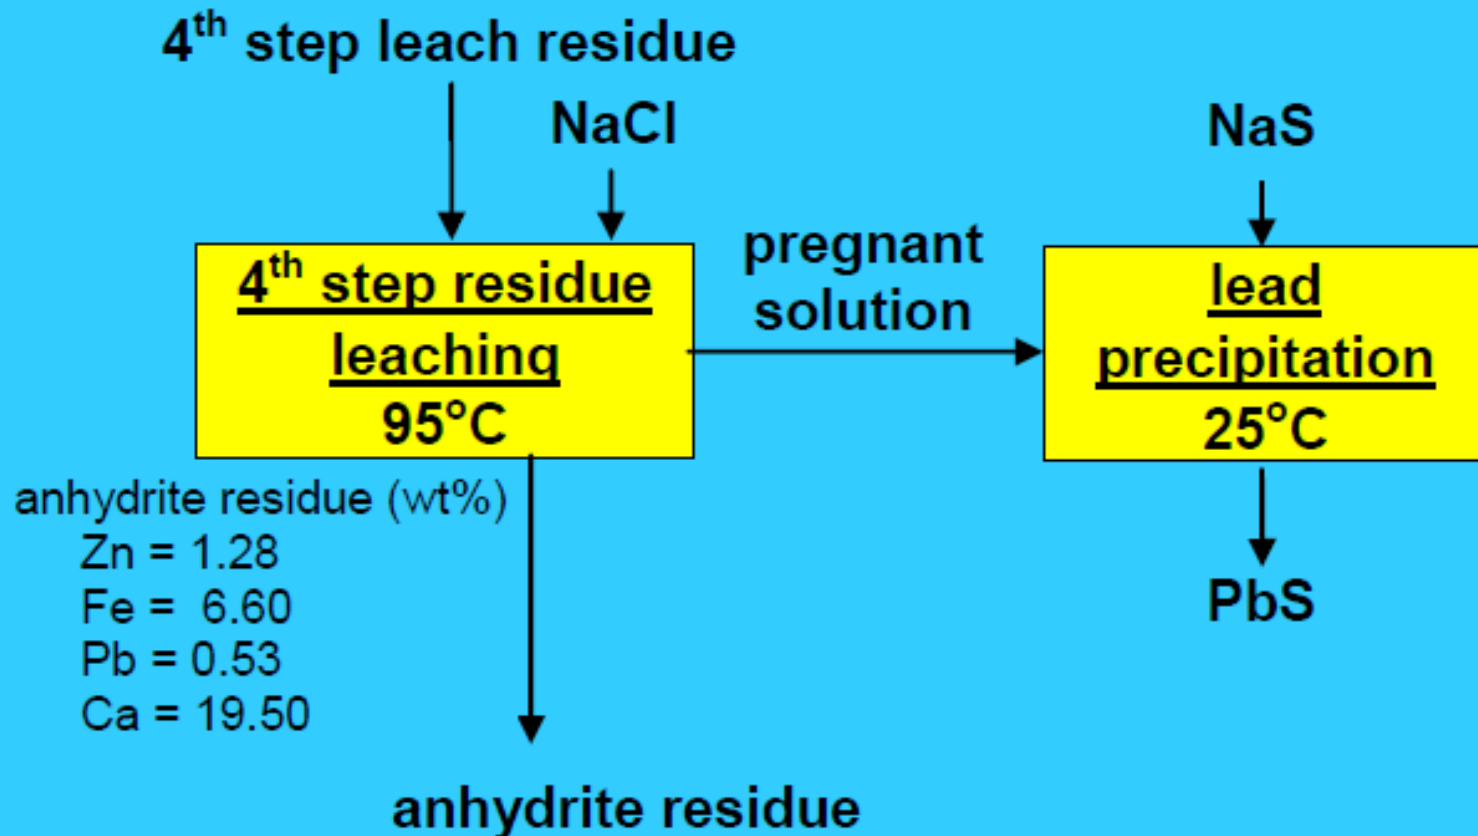 4th step leach residue
NaCl
NaS
4th step residue
leaching
95°C
pregnant
solution
lead
precipitation
25°C
anhydrite residue (wt%)
Zn = 1.28
Fe = 6.60
Pb = 0.53
Ca = 19.50
PbS
anhydrite residue